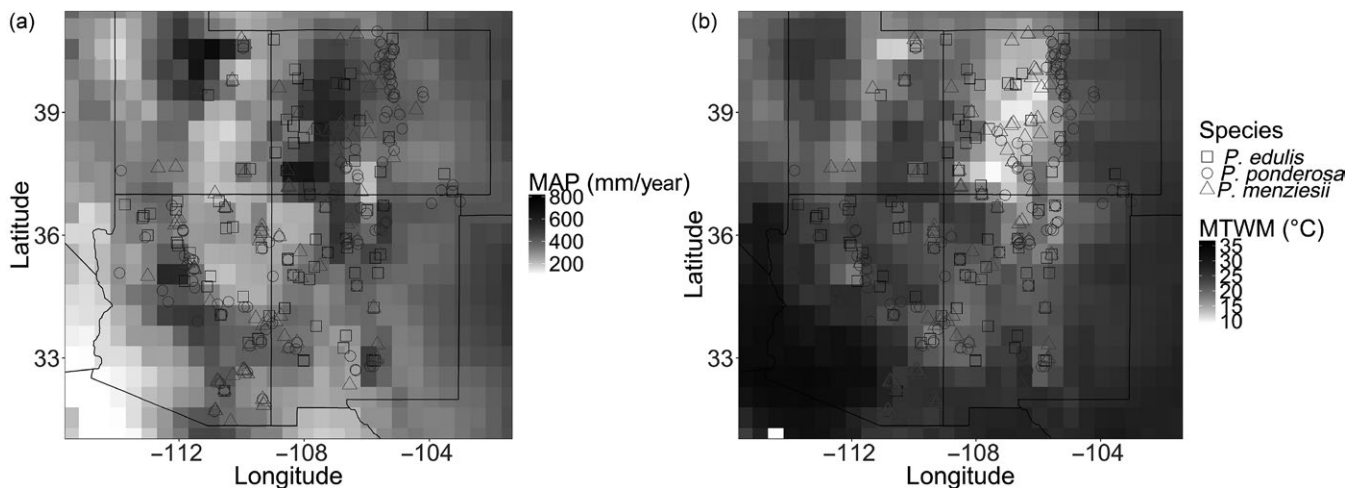 (a)
39
36
33
Latitude
-112
-108
-104
Longitude
MAP (mm/year)
800
600
400
200
(b)
39
36
33
Latitude
-112
-108
-104
Longitude
Species
P. edulis
P. ponderosa
P. menziesii
MTWM (°C)
35
30
25
20
15
10